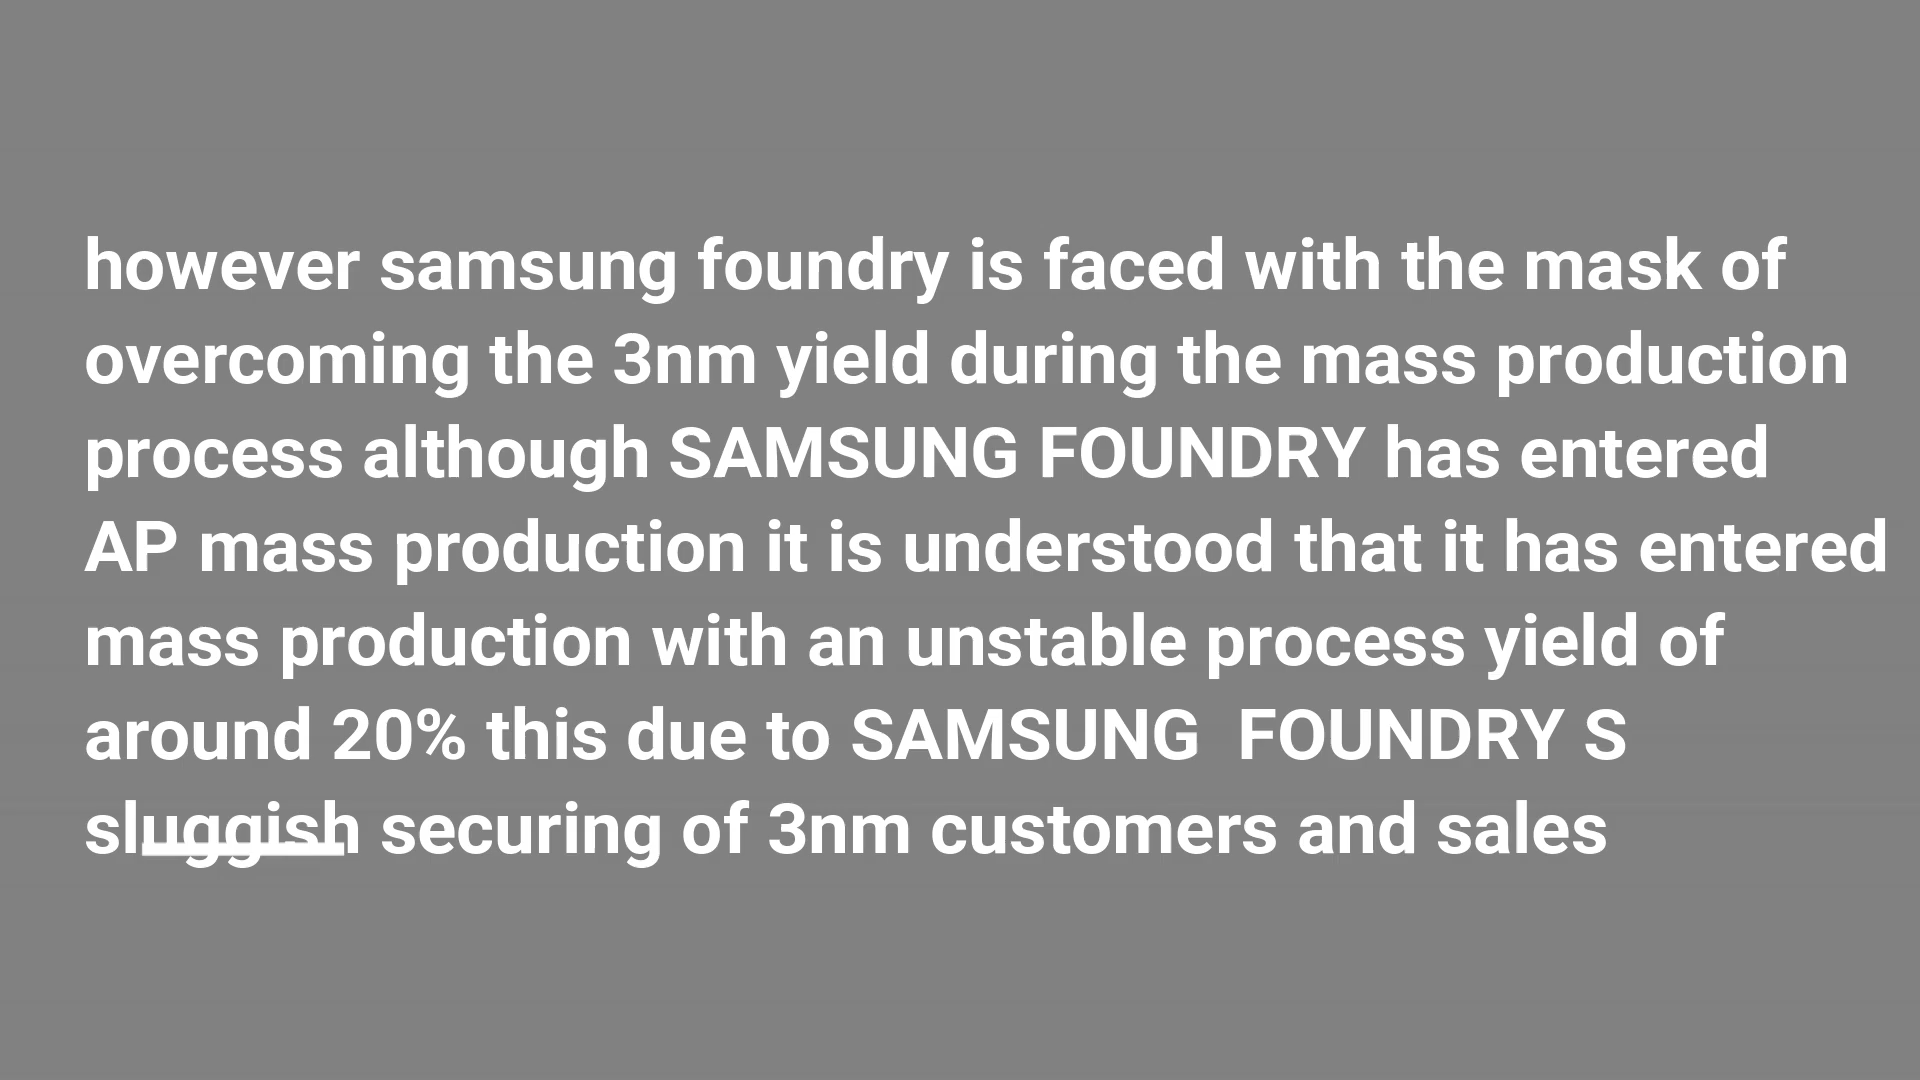 however samsung foundry is faced with the mask of
overcoming the 3nm yield during the mass production
process although SAMSUNG FOUNDRY has entered
AP mass production it is understood that it has entered
mass production with an unstable process yield of
around 20% this due to SAMSUNG  FOUNDRY S
sluggish securing of 3nm customers and sales